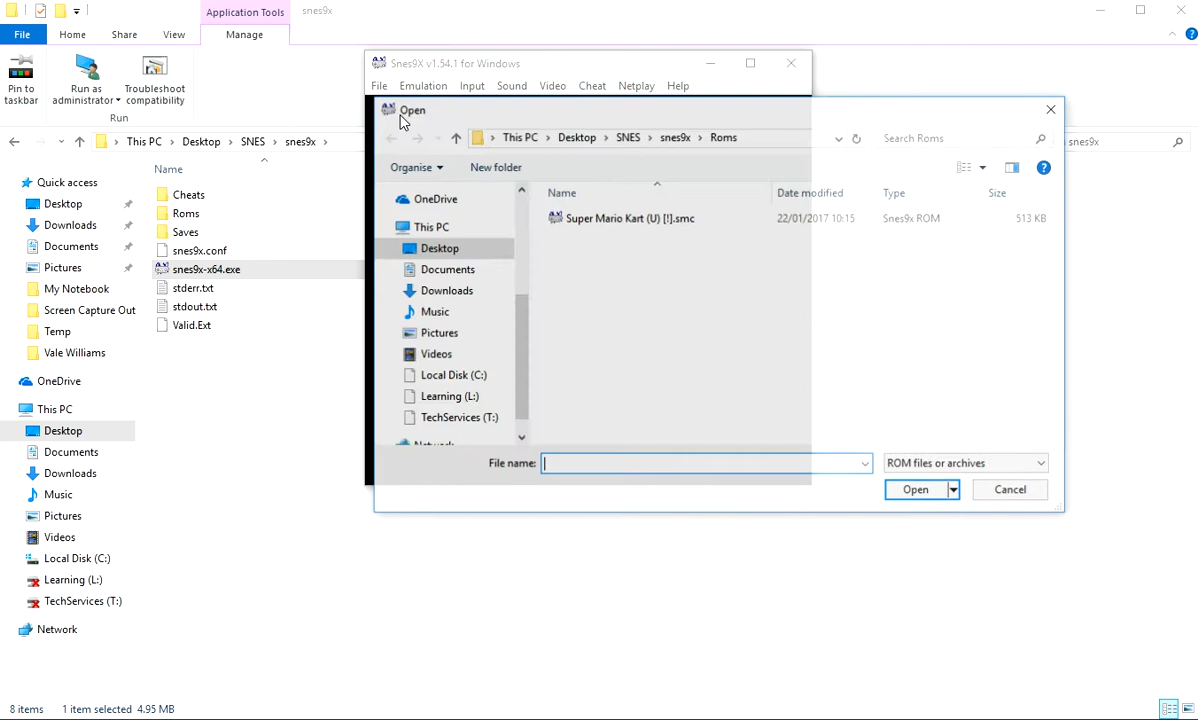 Application Tools
snes9x
File
Home
Share
View
Manage
Pin to taskbar
Run as administrator
Troubleshoot compatibility
Run
This PC > Desktop > SNES > snes9x >
snes9x
Quick access
Desktop
Downloads
Documents
Pictures
My Notebook
Screen Capture Out
Temp
Vale Williams
OneDrive
This PC
Desktop
Documents
Downloads
Music
Pictures
Videos
Local Disk (C:)
Learning (L:)
TechServices (T:)
Network
Name
Cheats
Roms
Saves
snes9x.conf
snes9x-x64.exe
stderr.txt
stdout.txt
Valid.Ext
Snes9X v1.54.1 for Windows
File Emulation Input Sound Video Cheat Netplay Help
Open
This PC > Desktop > SNES > snes9x > Roms
Search Roms
Organise
New folder
OneDrive
This PC
Desktop
Documents
Downloads
Music
Pictures
Videos
Local Disk (C:)
Learning (L:)
TechServices (T:)
Network
Name Date modified Type Size
Super Mario Kart (U) [!].smc 22/01/2017 10:15 Snes9x ROM 513 KB
File name:
ROM files or archives
Open
Cancel
8 items 1 item selected 4.95 MB